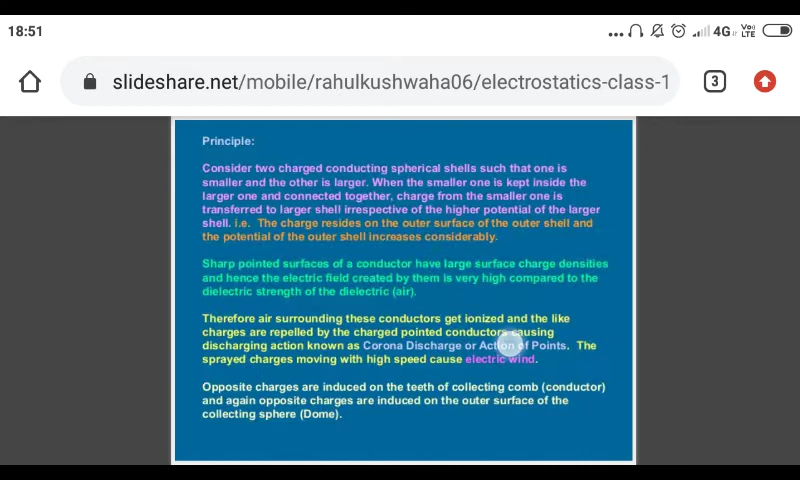 18:51
4G
Vo))
LTE
slideshare.net/mobile/rahulkushwaha06/electrostatics-class-1
3
Principle:
Consider two charged conducting spherical shells such that one is
smaller and the other is larger. When the smaller one is kept inside the
larger one and connected together, charge from the smaller one is
transferred to larger shell irrespective of the higher potential of the larger
shell. i.e. The charge resides on the outer surface of the outer shell and
the potential of the outer shell increases considerably.
Sharp pointed surfaces of a conductor have large surface charge densities
and hence the electric field created by them is very high compared to the
dielectric strength of the dielectric (air).
Therefore air surrounding these conductors get ionized and the like
charges are repelled by the charged pointed conductors causing
discharging action known as Corona Discharge or Action of Points. The
sprayed charges moving with high speed cause electric wind.
Opposite charges are induced on the teeth of collecting comb (conductor)
and again opposite charges are induced on the outer surface of the
collecting sphere (Dome).